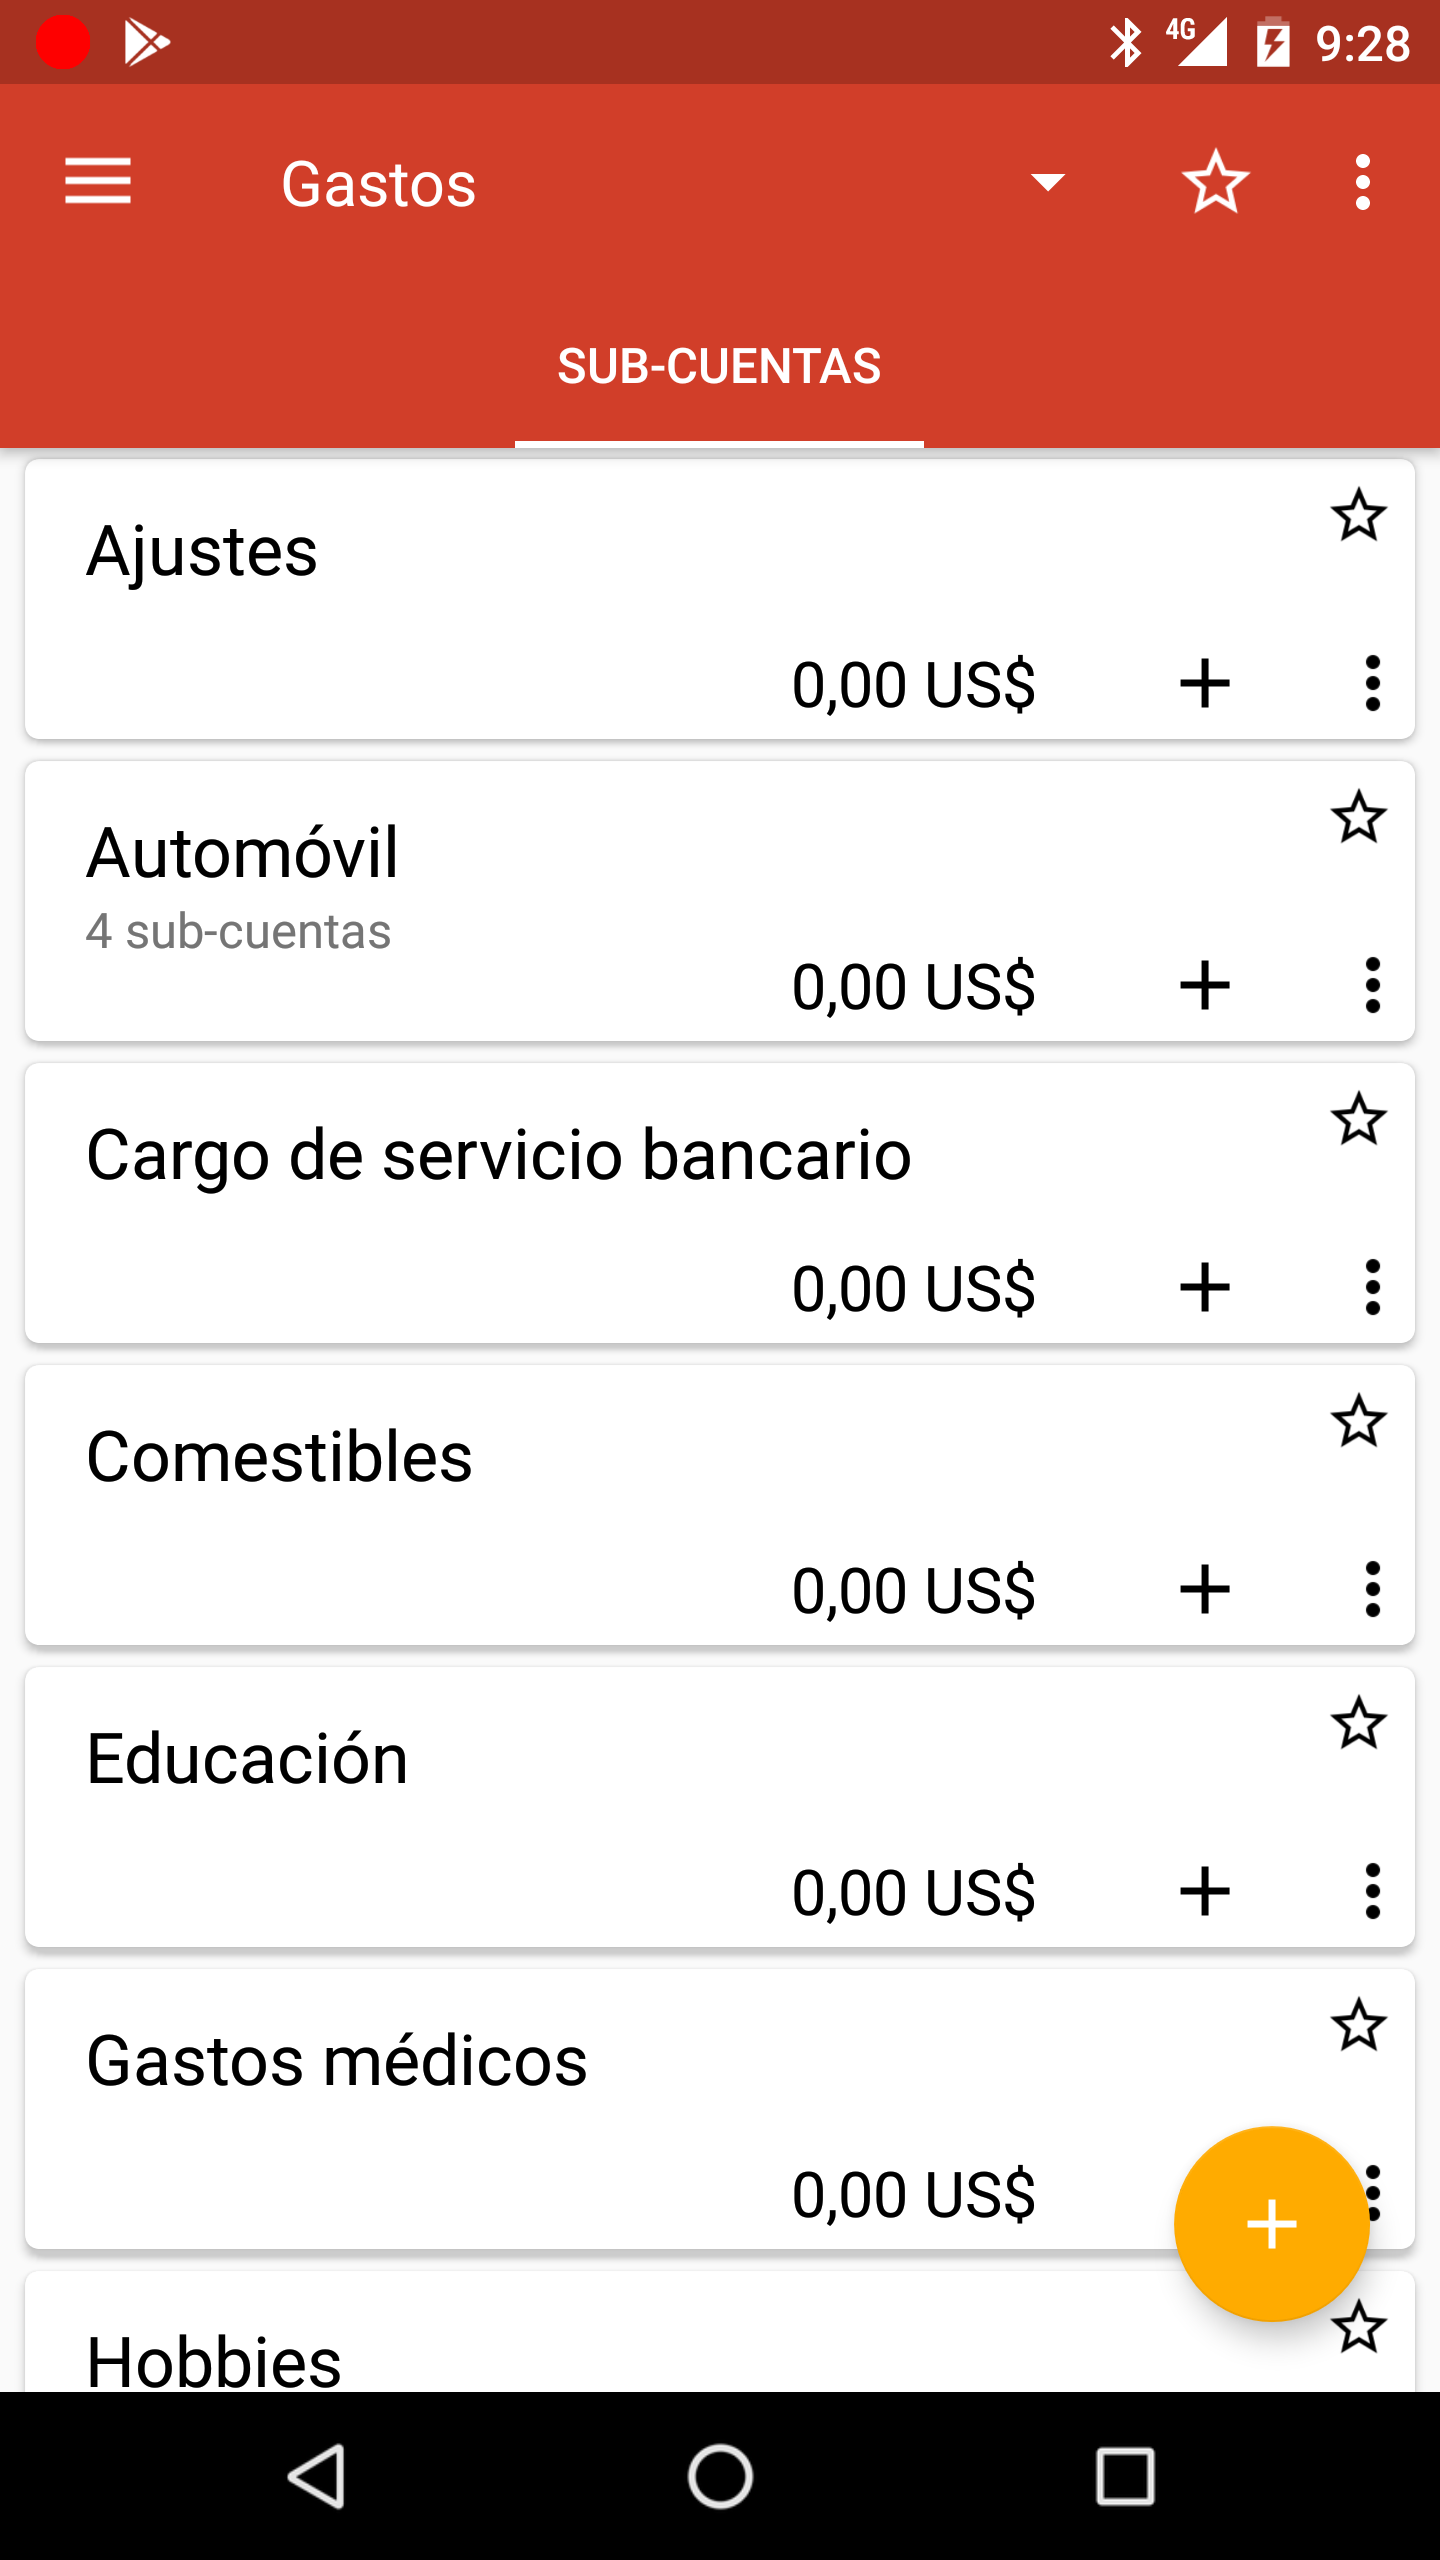 4G 9:28
Gastos
SUB-CUENTAS
Ajustes
0,00 US$
Automóvil
4 sub-cuentas
0,00 US$
Cargo de servicio bancario
0,00 US$
Comestibles
0,00 US$
Educación
0,00 US$
Gastos médicos
0,00 US$
Hobbies